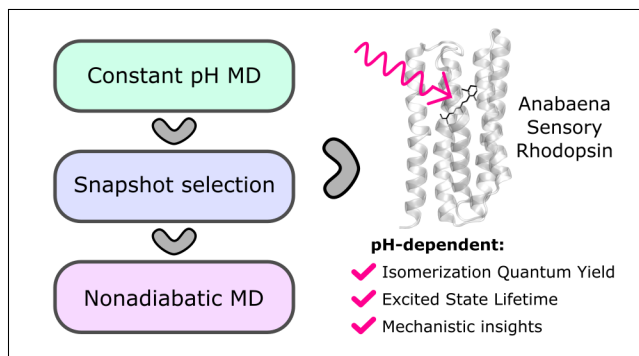 Constant pH MD
Snapshot selection
Nonadiabatic MD
Anabaena
Sensory
Rhodopsin
pH-dependent:
Isomerization Quantum Yield
Excited State Lifetime
Mechanistic insights